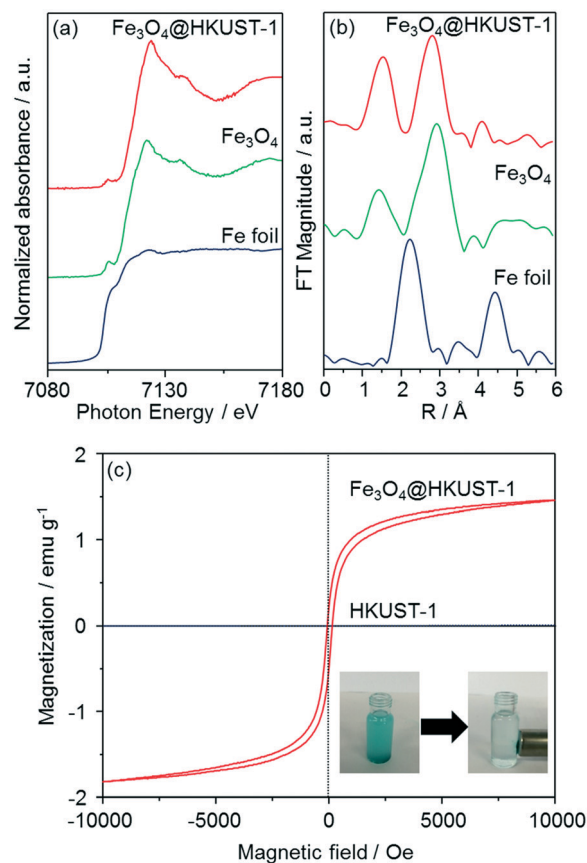 (a)
Fe₃O₄@HKUST-1
Fe₃O₄
Fe foil
Normalized absorbance / a.u.
7080
7130
7180
Photon Energy / eV
(b)
Fe₃O₄@HKUST-1
Fe₃O₄
Fe foil
FT Magnitude / a.u.
0 1 2 3 4 5 6
R / Å
(c)
Fe₃O₄@HKUST-1
HKUST-1
Magnetization / emu g⁻¹
2
1
0
-1
-2
-10000 -5000 0 5000 10000
Magnetic field / Oe